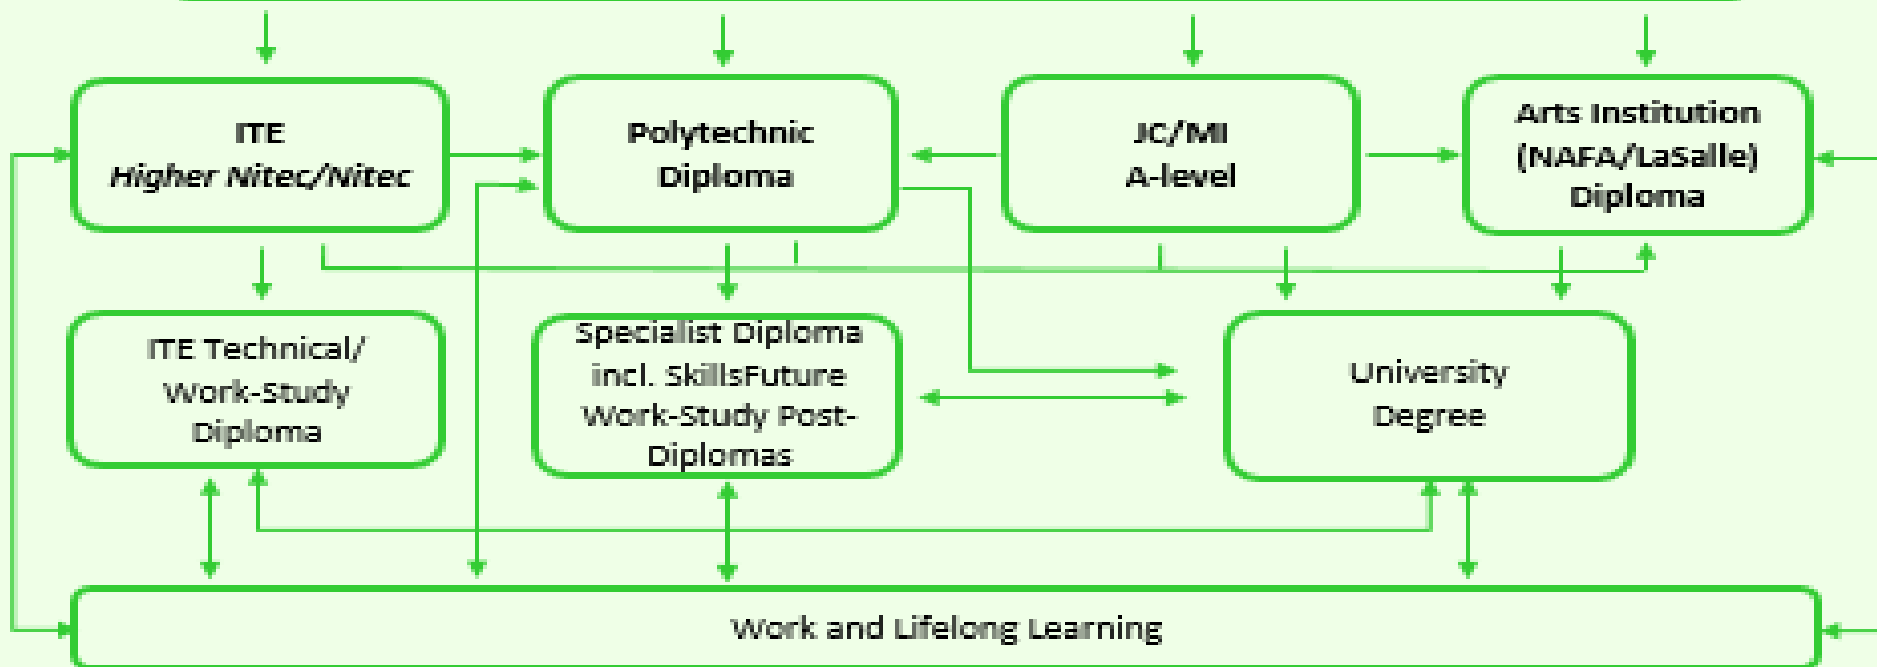 ITE
Higher Nitec/Nitec
Polytechnic
Diploma
JC/MI
A-level
Arts Institution
(NAFA/LaSalle)
Diploma
ITE Technical/
Work-Study
Diploma
Specialist Diploma
incl. SkillsFuture
Work-Study Post-
Diplomas
University
Degree
Work and Lifelong Learning